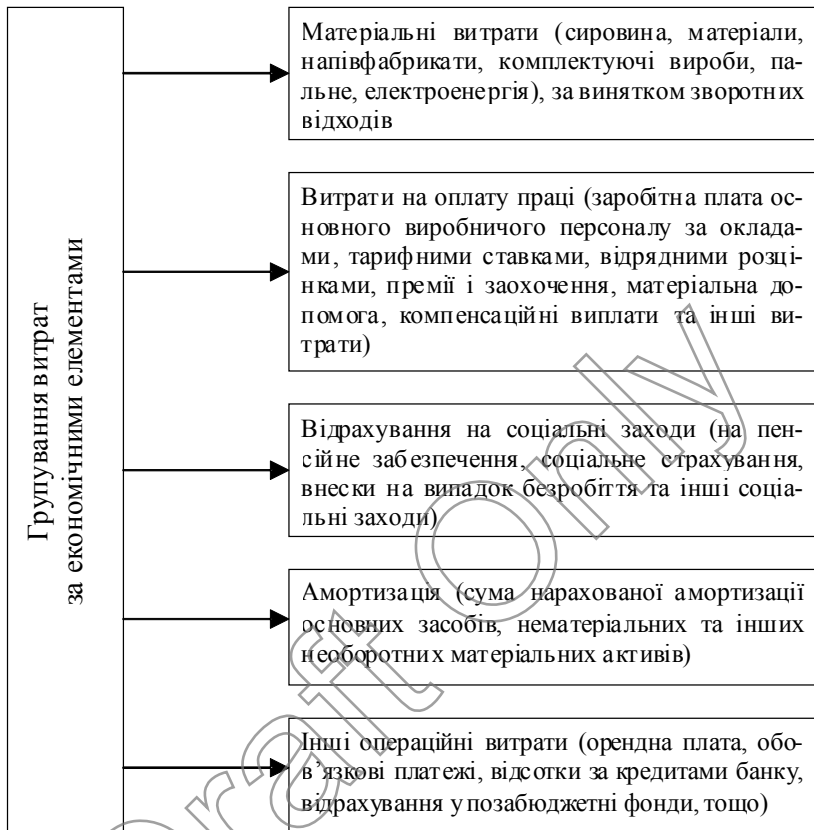 Групування витрат
за економічними елементами
Матеріальні витрати (сировина, матеріали,
напівфабрикати, комплектуючі вироби, па-
льне, електроенергія), за винятком зворотних
відходів
Витрати на оплату праці (заробітна плата ос-
новного виробничого персоналу за оклада-
ми, тарифними ставками, відрядними розці-
нками, премії і заохочення, матеріальна до-
помога, компенсаційні виплати та інші ви-
трати)
Відрахування на соціальні заходи (на пен-
сійне забезпечення, соціальне страхування,
внески на випадок безробіття та інші соціа-
льні заходи)
Амортизація (сума нарахованої амортизації
основних засобів, нематеріальних та інших
необоротних матеріальних активів)
Інші операційні витрати (орендна плата, обо-
в’язкові платежі, відсотки за кредитами банку,
відрахування у позабюджетні фонди, тощо)
Draft Only